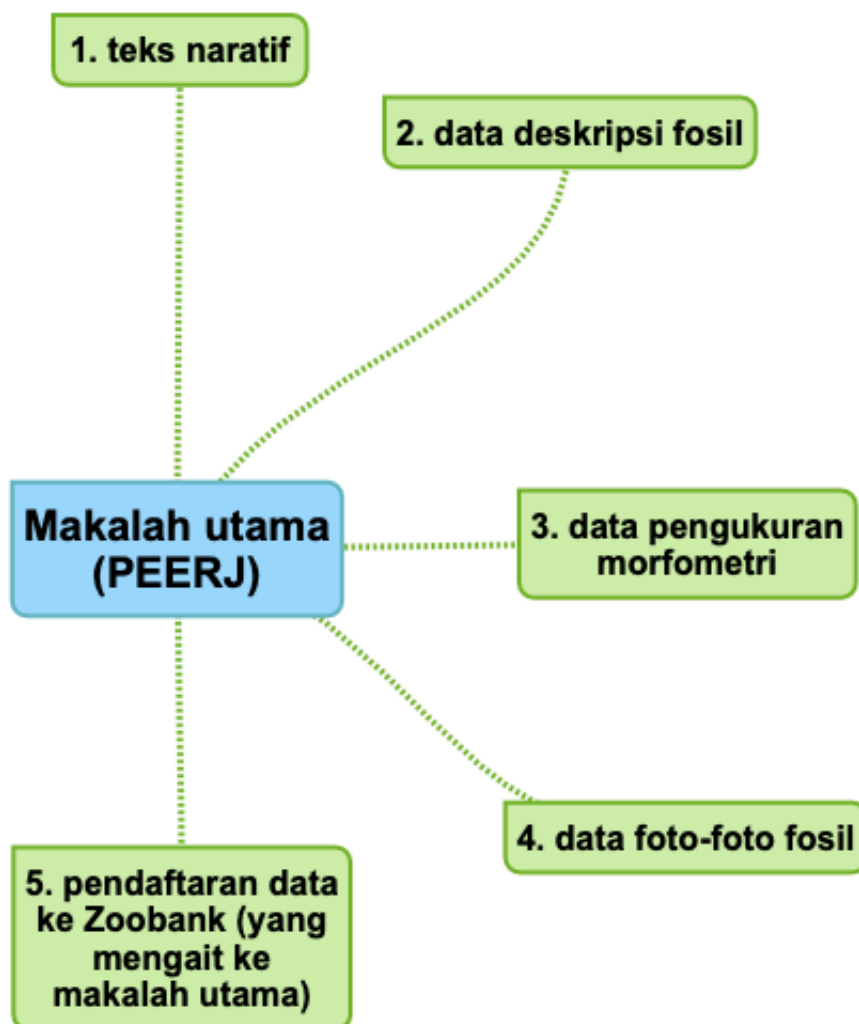 1. teks naratif
2. data deskripsi fosil
Makalah utama
(PEERJ)
3. data pengukuran
morfometri
4. data foto-foto fosil
5. pendaftaran data
ke Zoobank (yang
mengait ke
makalah utama)